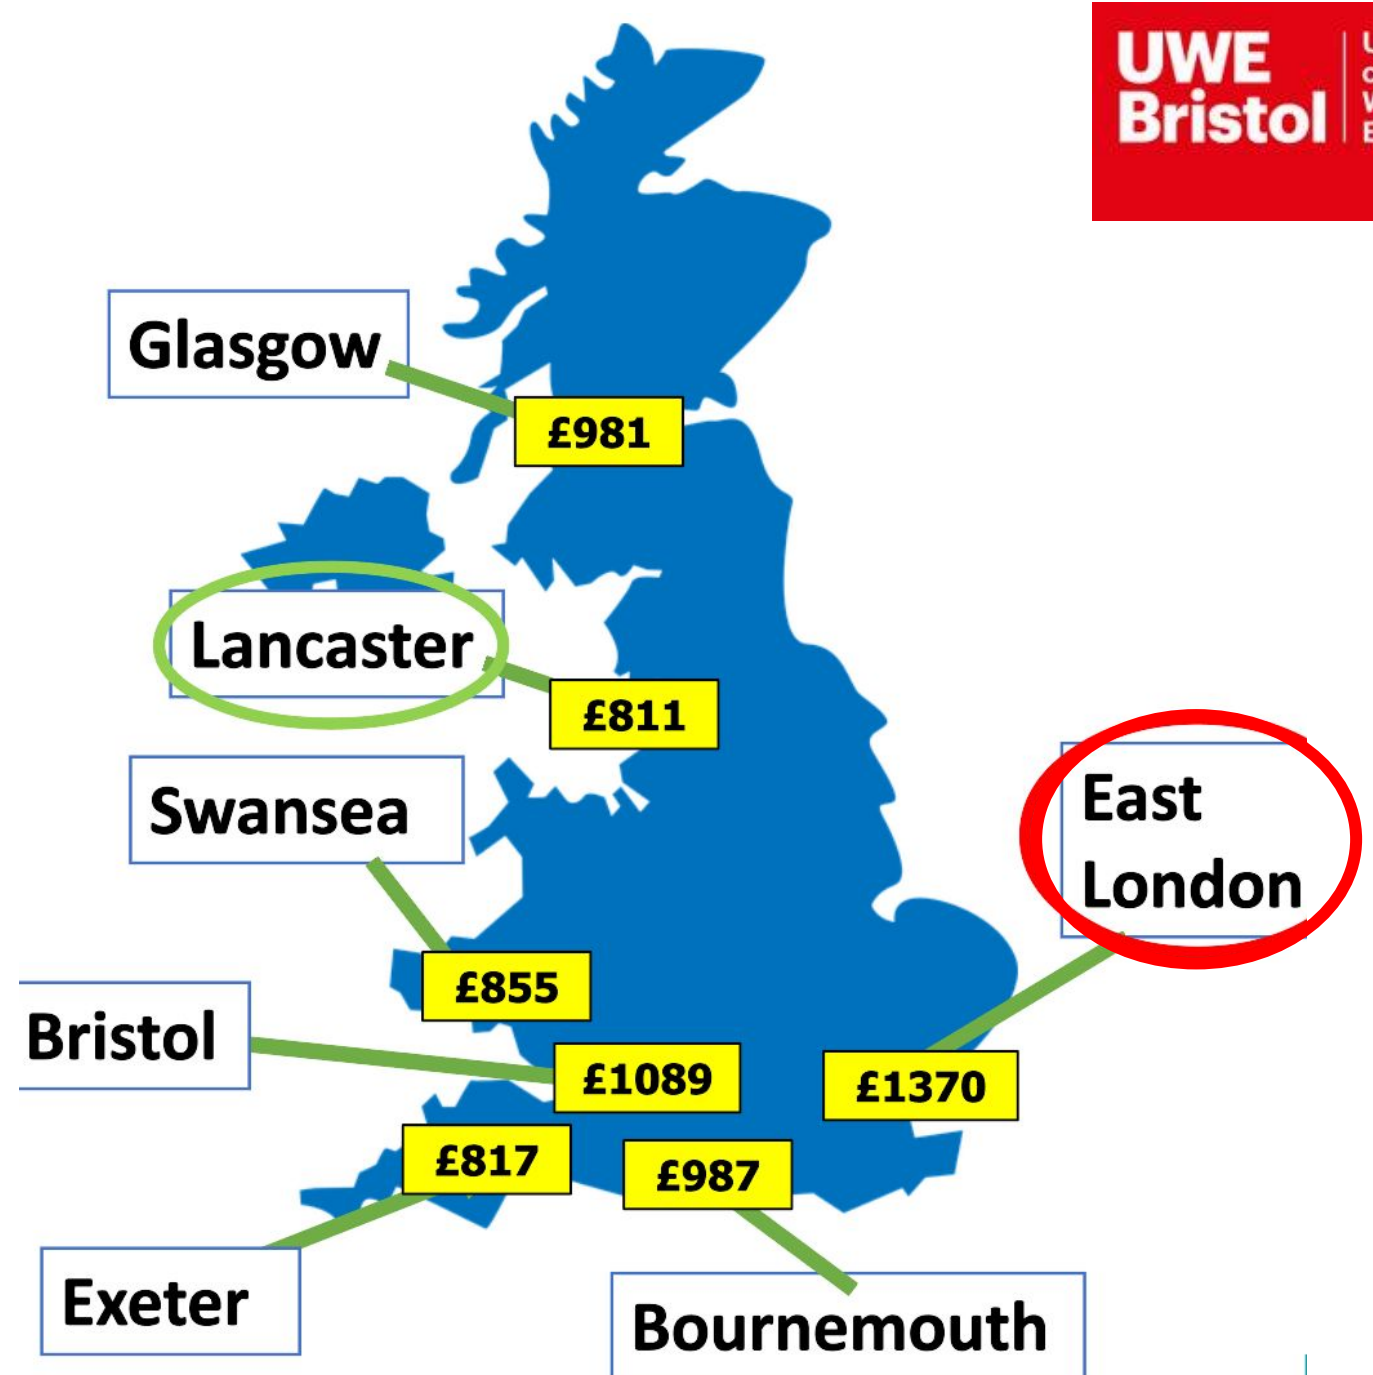 UWE
Bristol
Glasgow
£981
Lancaster
£811
Swansea
East
London
£855
Bristol
£1089
£1370
£817
£987
Exeter
Bournemouth